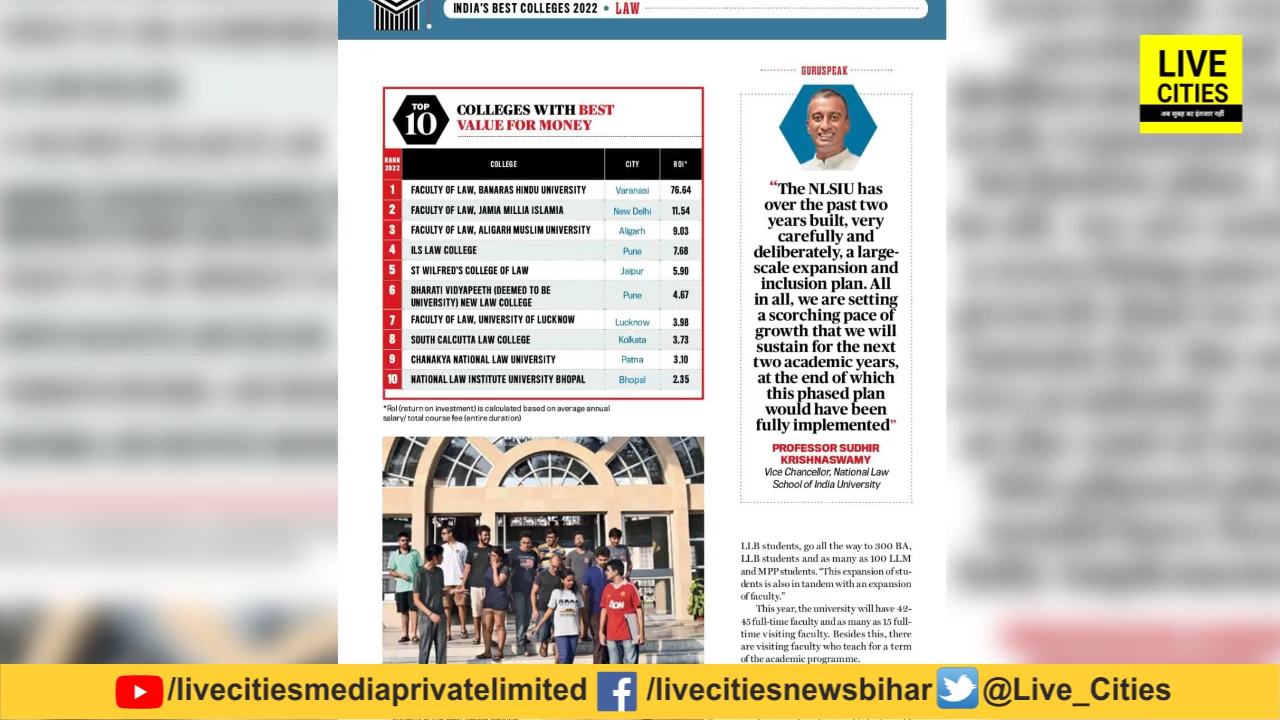 INDIA'S BEST COLLEGES 2022 • LAW
LIVE
CITIES
अब सुबह का इंतजार नहीं
TOP
10
COLLEGES WITH BEST
VALUE FOR MONEY
RANK 2022 COLLEGE CITY ROI*
1 FACULTY OF LAW, BANARAS HINDU UNIVERSITY Varanasi 76.64
2 FACULTY OF LAW, JAMIA MILLIA ISLAMIA New Delhi 11.54
3 FACULTY OF LAW, ALIGARH MUSLIM UNIVERSITY Aligarh 9.03
4 ILS LAW COLLEGE Pune 7.68
5 ST WILFRED'S COLLEGE OF LAW Jaipur 5.90
6 BHARATI VIDYAPEETH (DEEMED TO BE
UNIVERSITY) NEW LAW COLLEGE Pune 4.67
7 FACULTY OF LAW, UNIVERSITY OF LUCKNOW Lucknow 3.98
8 SOUTH CALCUTTA LAW COLLEGE Kolkata 3.73
9 CHANAKYA NATIONAL LAW UNIVERSITY Patna 3.10
10 NATIONAL LAW INSTITUTE UNIVERSITY BHOPAL Bhopal 2.35
*RoI (return on investment) is calculated based on average annual
salary/ total course fee (entire duration)
AON
GURUSPEAK
“The NLSIU has
over the past two
years built, very
carefully and
deliberately, a large-
scale expansion and
inclusion plan. All
in all, we are setting
a scorching pace of
growth that we will
sustain for the next
two academic years,
at the end of which
this phased plan
would have been
fully implemented”
PROFESSOR SUDHIR
KRISHNASWAMY
Vice Chancellor, National Law
School of India University
LLB students, go all the way to 300 BA,
LLB students and as many as 100 LLM
and MPP students. “This expansion of stu-
dents is also in tandem with an expansion
of faculty.”
This year, the university will have 42-
45 full-time faculty and as many as 15 full-
time visiting faculty. Besides this, there
are visiting faculty who teach for a term
of the academic programme.
/livecitiesmediaprivatelimited /livecitiesnewsbihar @Live_Cities